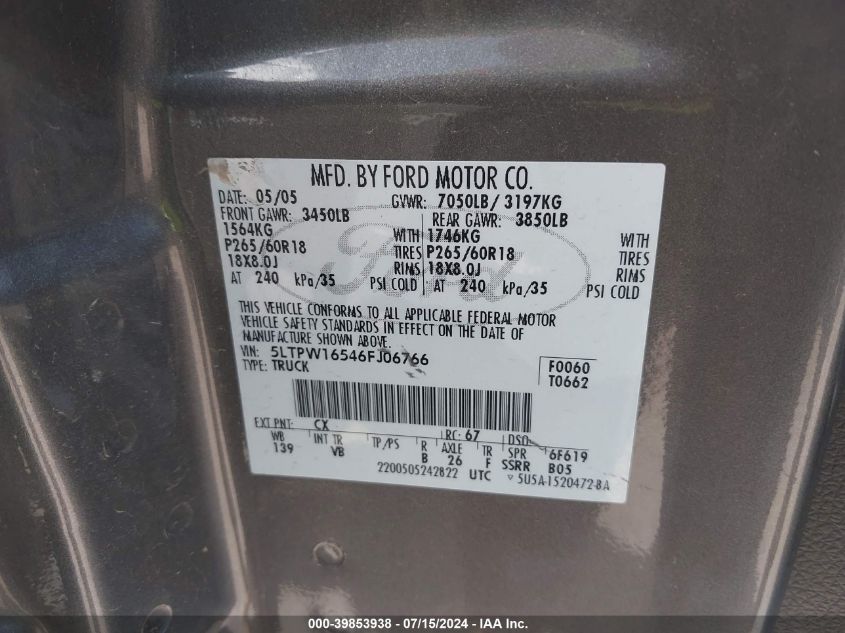 MFD. BY FORD MOTOR CO.
DATE: 05/05 GVWR: 7050LB/ 3197KG
FRONT GAWR: 3450LB REAR GAWR: 3850LB
1564KG WITH 1746KG WITH
P265/60R18 TIRES P265/60R18 TIRES
18X8.0J RIMS 18X8.0J RIMS
AT 240 kPa/35 PSI COLD AT 240 kPa/35 PSI COLD
Ford
THIS VEHICLE CONFORMS TO ALL APPLICABLE FEDERAL MOTOR
VEHICLE SAFETY STANDARDS IN EFFECT ON THE DATE OF
MANUFACTURE SHOWN ABOVE.
VIN: 5LTPW16546FJ06766 F0060
TYPE: TRUCK T0662
EXT PNT: CX RC: 67 DSO:
WB INT TR TP/PS R AXLE TR SPR 6F619
139 VB B 26 F SSRR B05
2200505242822 UTC ▽ 5U5A-1520472-BA
000-39853938 - 07/15/2024 - IAA Inc.